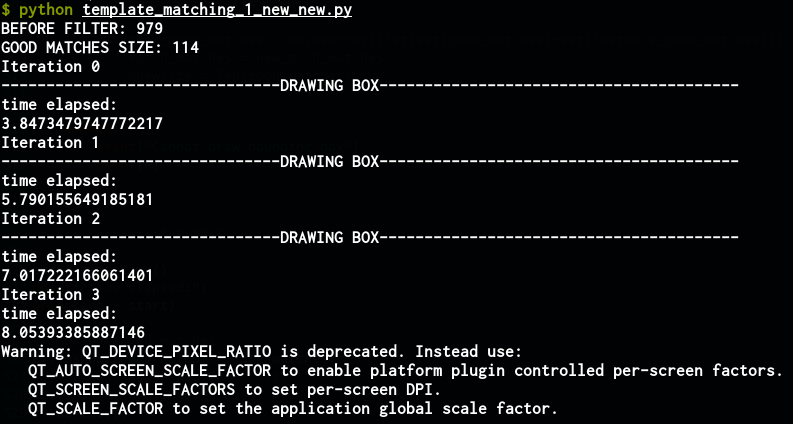 $ python template_matching_1_new_new.py
BEFORE FILTER: 979
GOOD MATCHES SIZE: 114
Iteration 0
-------------------------------DRAWING BOX----------------------------------------
time elapsed:
3.8473479747772217
Iteration 1
-------------------------------DRAWING BOX----------------------------------------
time elapsed:
5.790155649185181
Iteration 2
-------------------------------DRAWING BOX----------------------------------------
time elapsed:
7.017222166061401
Iteration 3
time elapsed:
8.05393385887146
Warning: QT_DEVICE_PIXEL_RATIO is deprecated. Instead use:
   QT_AUTO_SCREEN_SCALE_FACTOR to enable platform plugin controlled per-screen factors.
   QT_SCREEN_SCALE_FACTORS to set per-screen DPI.
   QT_SCALE_FACTOR to set the application global scale factor.